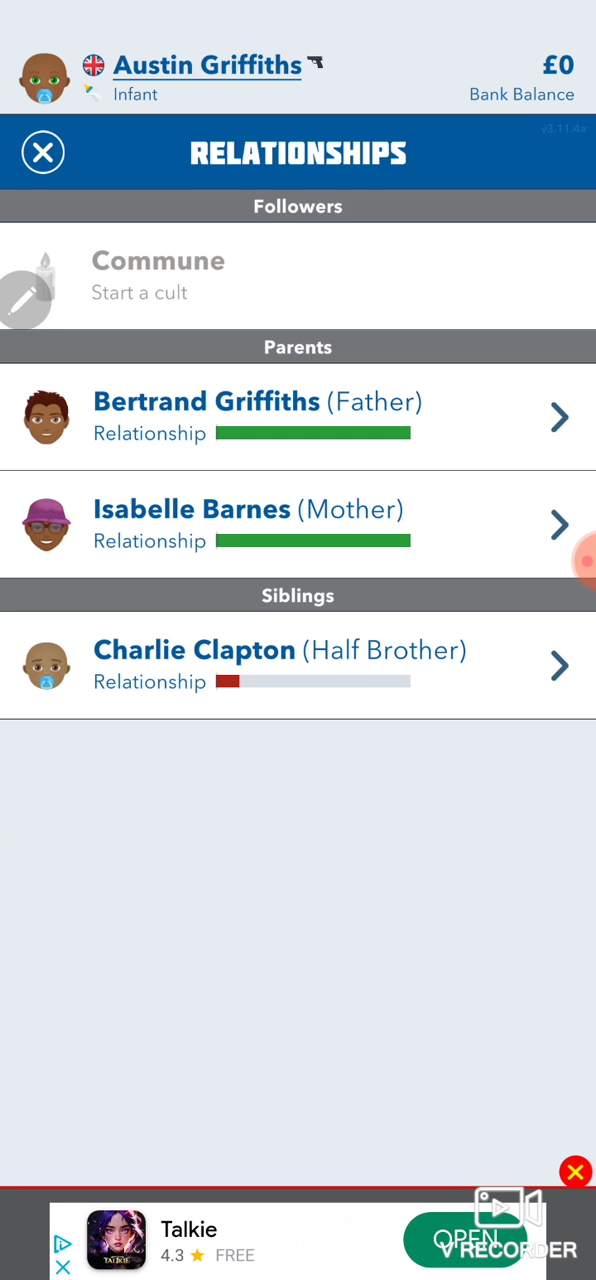 Austin Griffiths
£0
Infant
Bank Balance
v3.11.4a
RELATIONSHIPS
Followers
Commune
Start a cult
Parents
Bertrand Griffiths (Father)
Relationship
Isabelle Barnes (Mother)
Relationship
Siblings
Charlie Clapton (Half Brother)
Relationship
Talkie
4.3 FREE
OPEN
V RECORDER
TALKIE